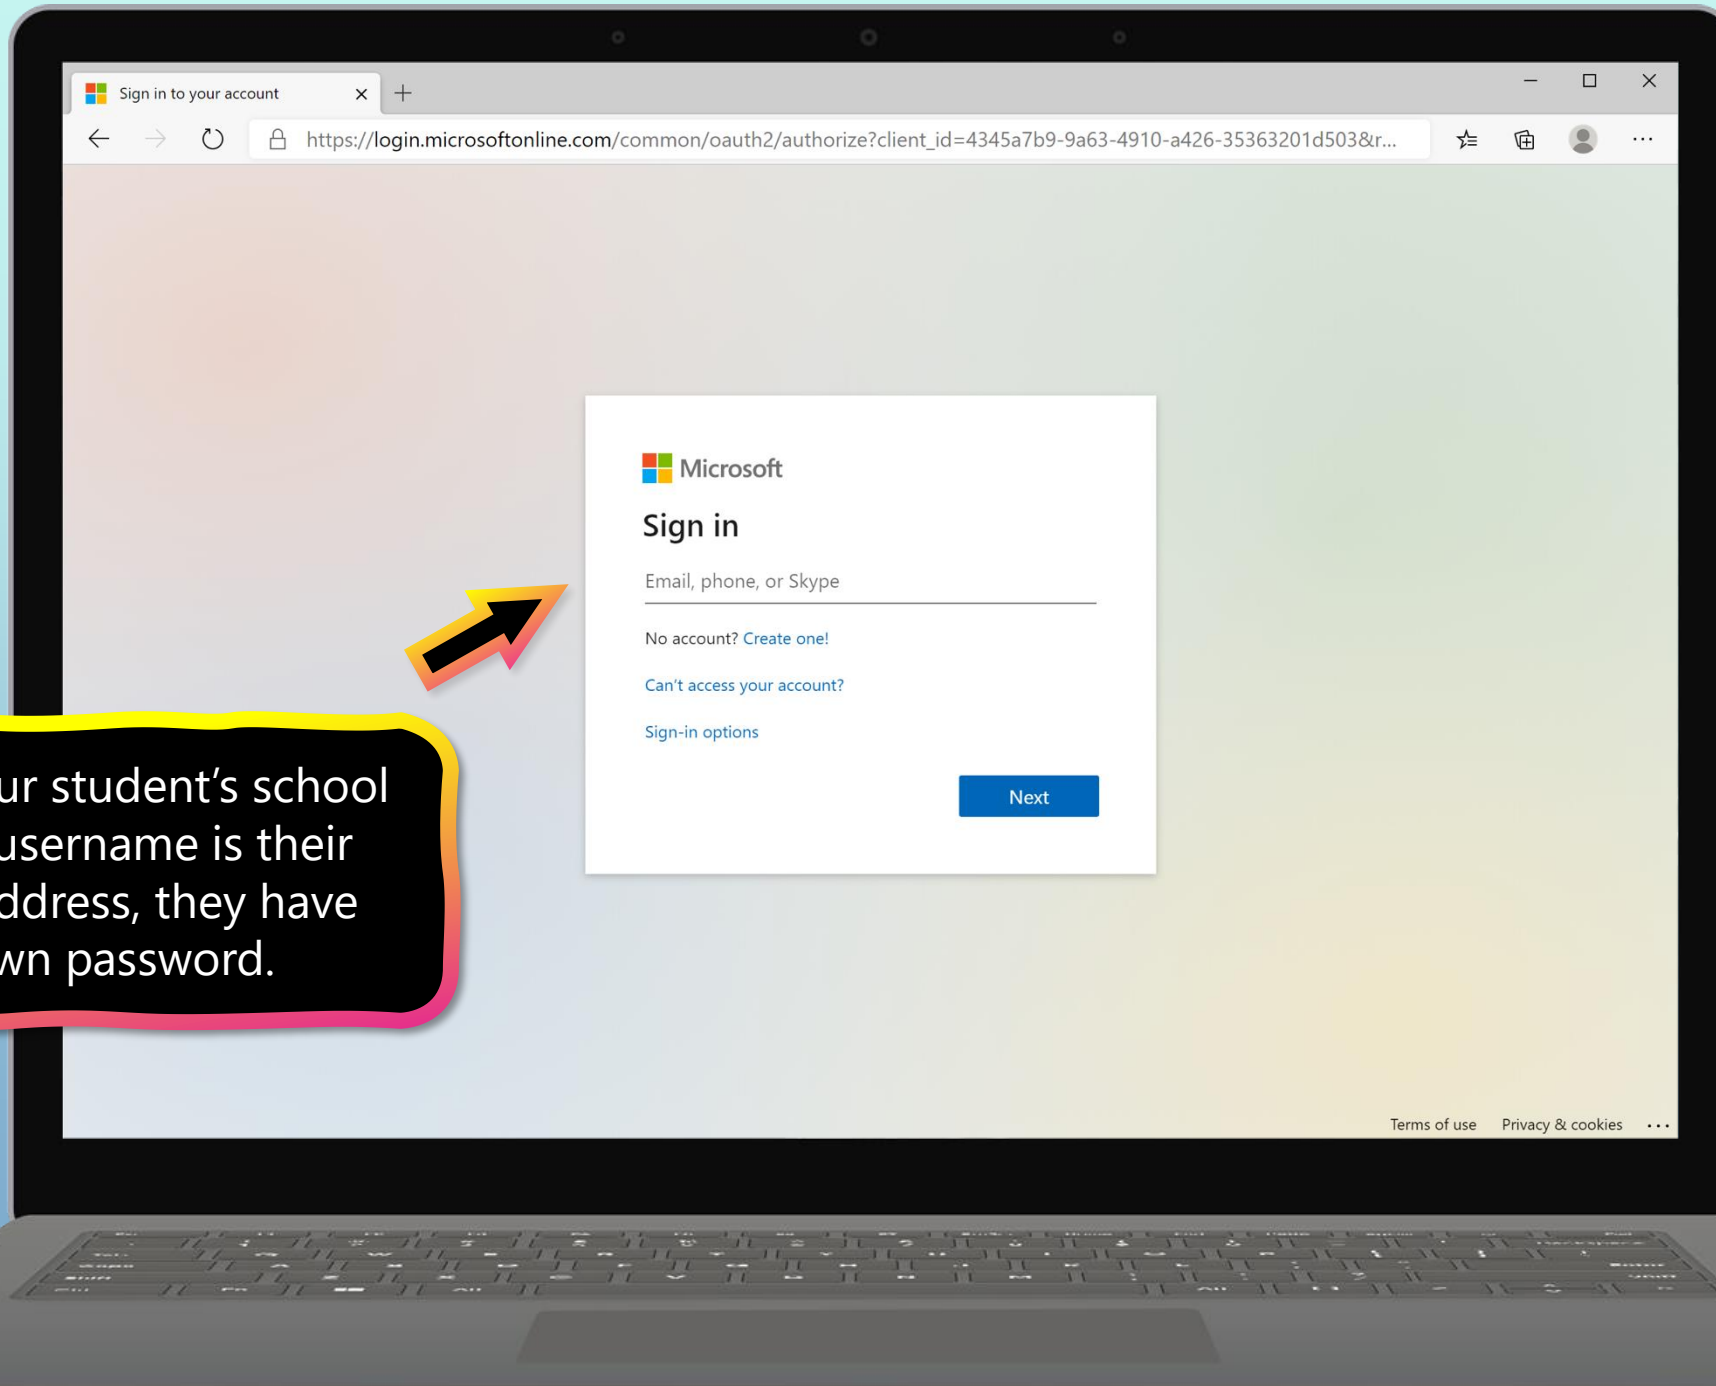 Sign in to your account
https://login.microsoftonline.com/common/oauth2/authorize?client_id=4345a7b9-9a63-4910-a426-35363201d503&r...
Microsoft
Sign in
Email, phone, or Skype
No account? Create one!
Can't access your account?
Sign-in options
Next
ur student's school
username is their
ddress, they have
wn password.
Terms of use Privacy & cookies ...